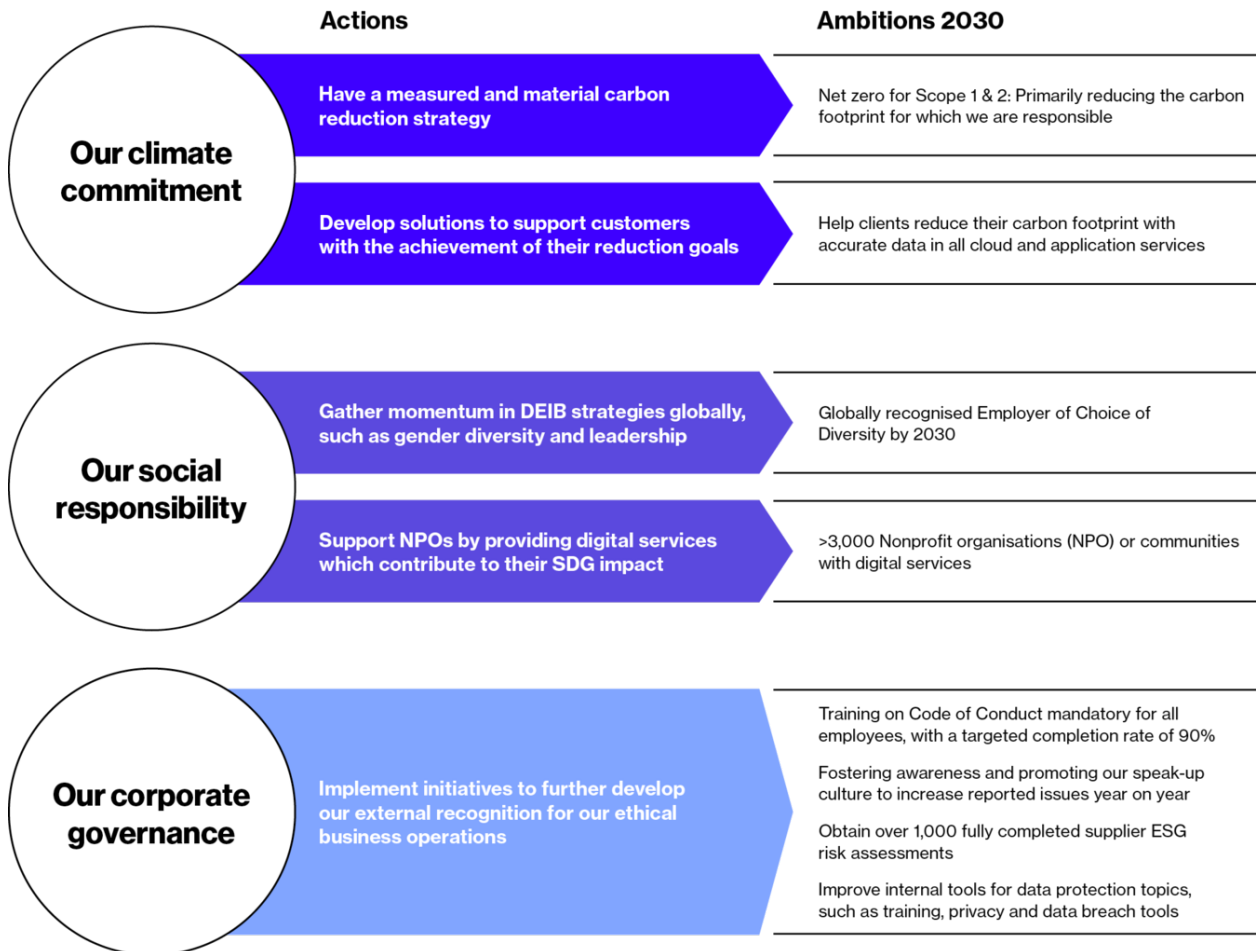 Actions
Ambitions 2030
Our climate
commitment
Have a measured and material carbon
reduction strategy
Net zero for Scope 1 & 2: Primarily reducing the carbon
footprint for which we are responsible
Develop solutions to support customers
with the achievement of their reduction goals
Help clients reduce their carbon footprint with
accurate data in all cloud and application services
Our social
responsibility
Gather momentum in DEIB strategies globally,
such as gender diversity and leadership
Globally recognised Employer of Choice of
Diversity by 2030
Support NPOs by providing digital services
which contribute to their SDG impact
>3,000 Nonprofit organisations (NPO) or communities
with digital services
Our corporate
governance
Implement initiatives to further develop
our external recognition for our ethical
business operations
Training on Code of Conduct mandatory for all
employees, with a targeted completion rate of 90%
Fostering awareness and promoting our speak-up
culture to increase reported issues year on year
Obtain over 1,000 fully completed supplier ESG
risk assessments
Improve internal tools for data protection topics,
such as training, privacy and data breach tools